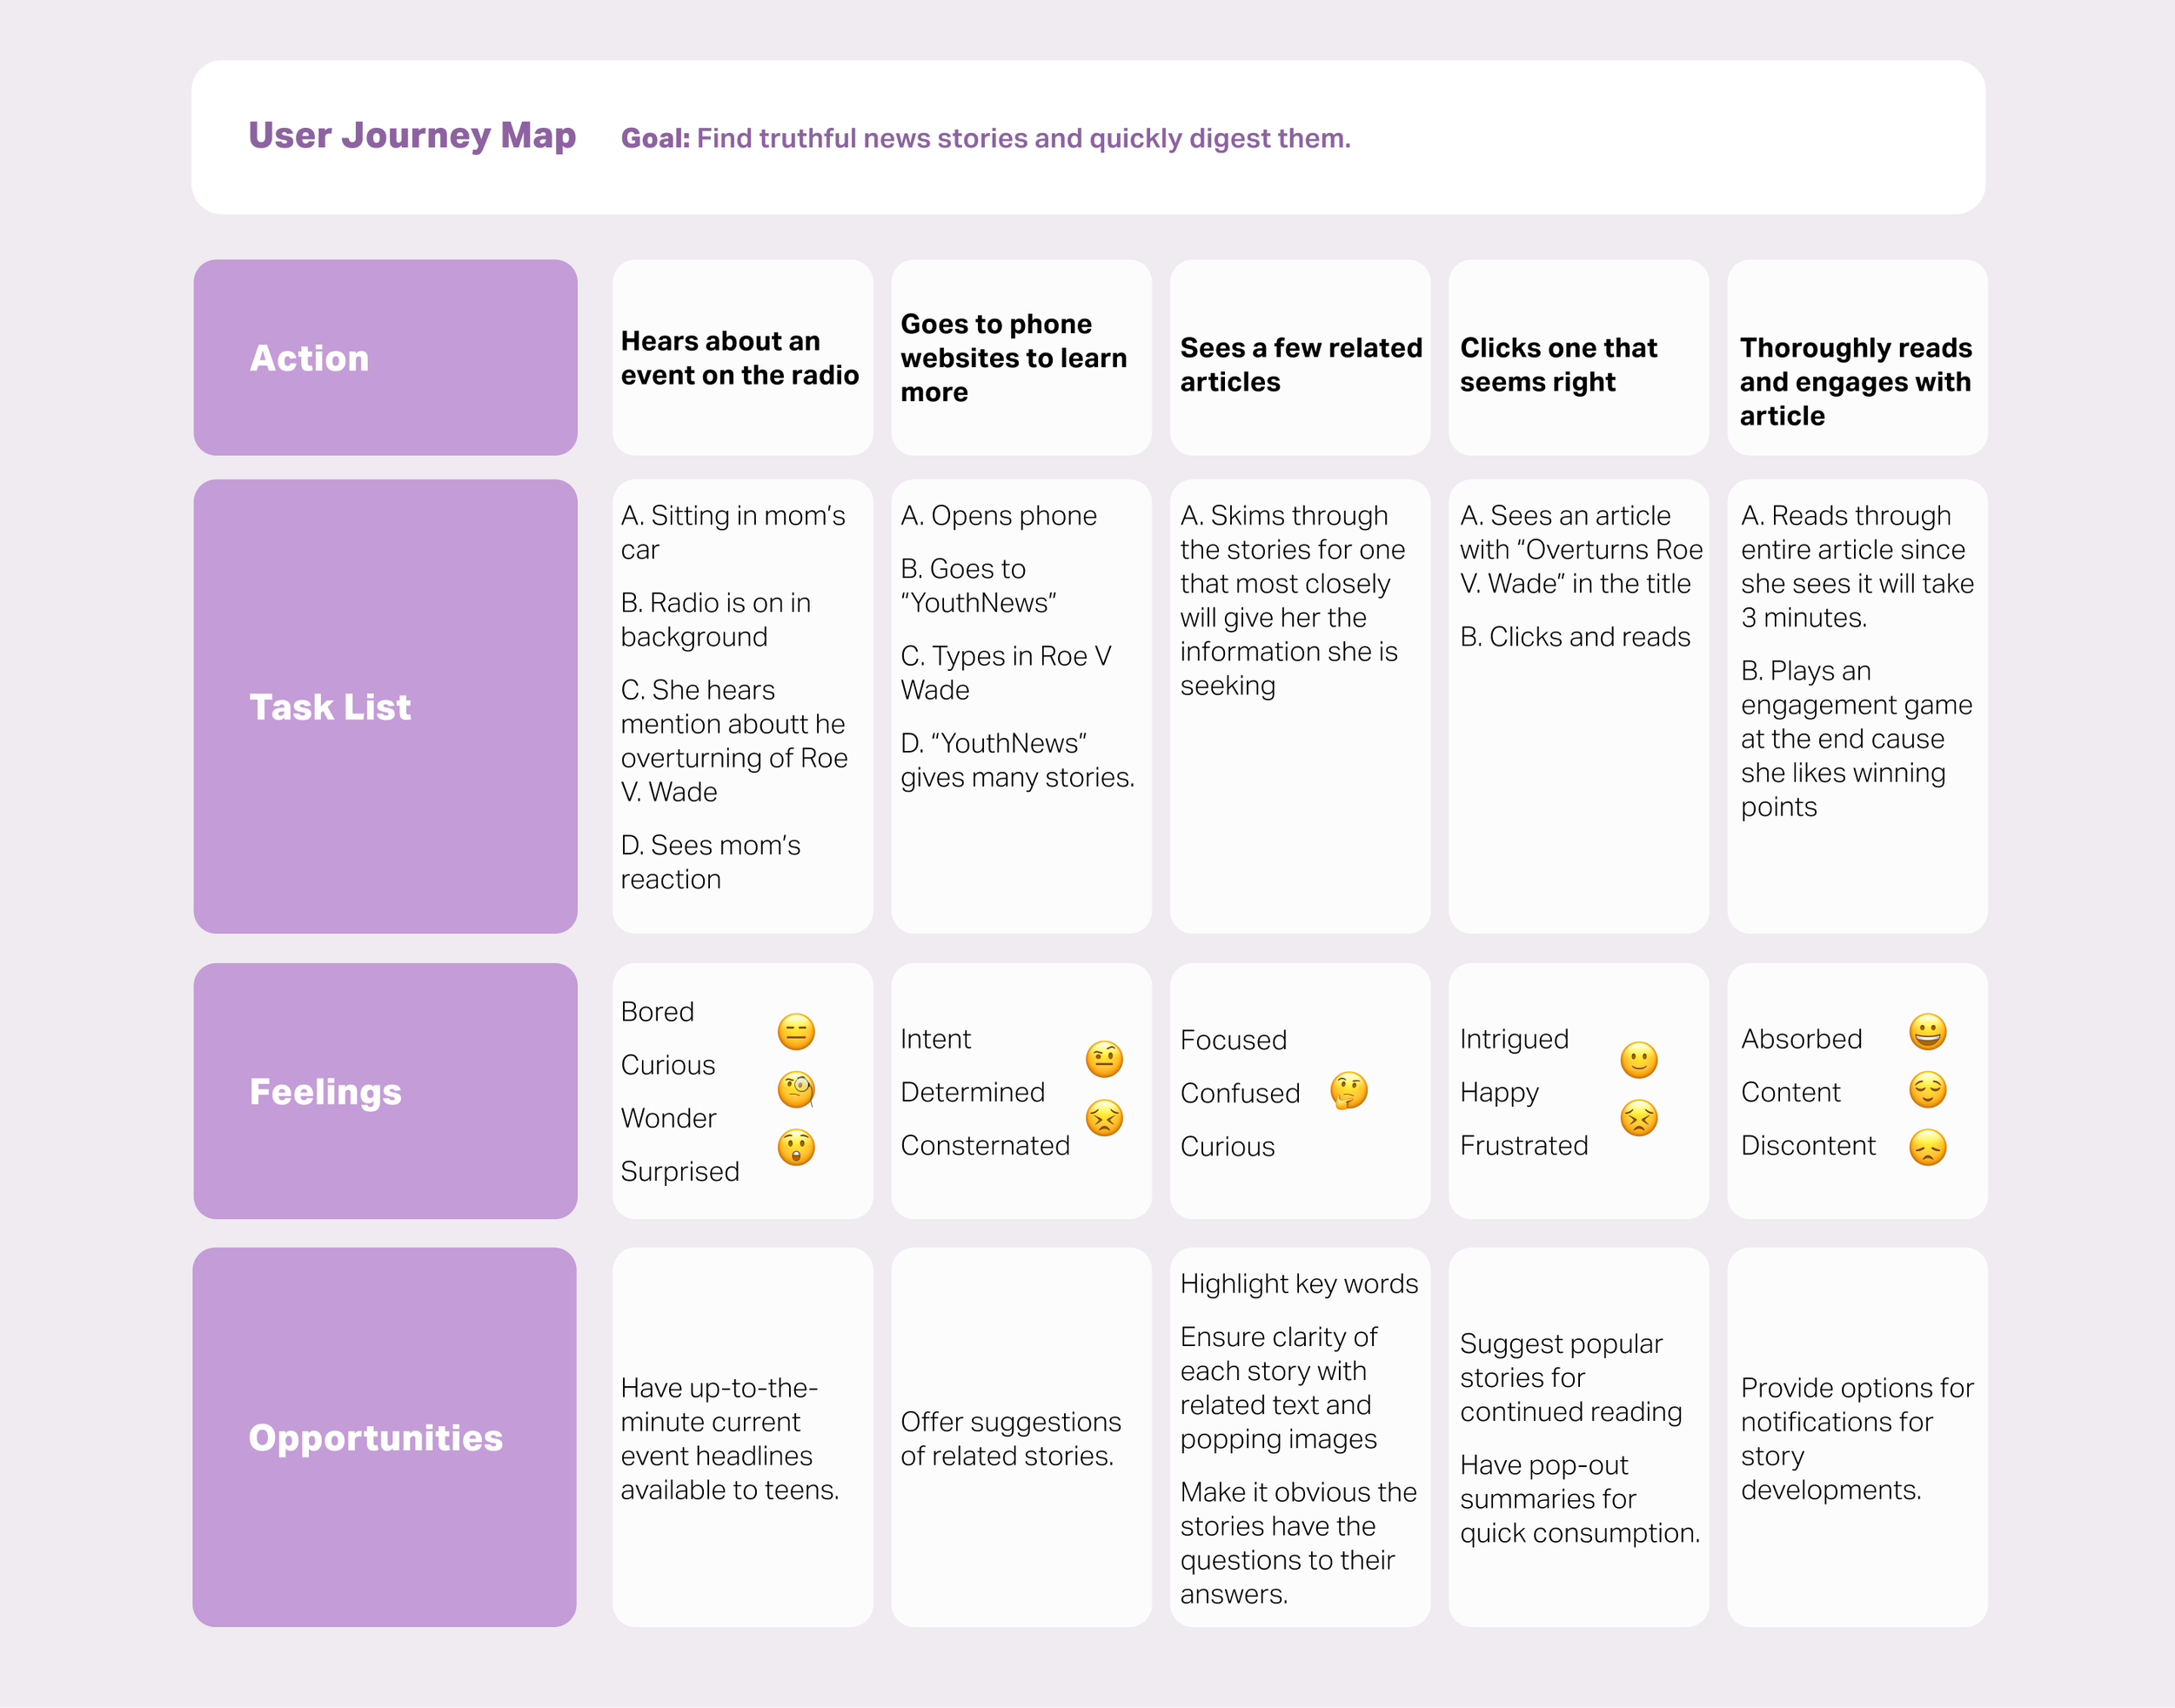 User Journey Map
Goal: Find truthful news stories and quickly digest them.
Action
Hears about an
event on the radio
Goes to phone
websites to learn
more
Sees a few related
articles
Clicks one that
seems right
Thoroughly reads
and engages with
article
Task List
A. Sitting in mom’s
car
B. Radio is on in
background
C. She hears
mention aboutt he
overturning of Roe
V. Wade
D. Sees mom’s
reaction
A. Opens phone
B. Goes to
“YouthNews”
C. Types in Roe V
Wade
D. “YouthNews”
gives many stories.
A. Skims through
the stories for one
that most closely
will give her the
information she is
seeking
A. Sees an article
with “Overturns Roe
V. Wade” in the title
B. Clicks and reads
A. Reads through
entire article since
she sees it will take
3 minutes.
B. Plays an
engagement game
at the end cause
she likes winning
points
Feelings
Bored
Curious
Wonder
Surprised
Intent
Determined
Consternated
Focused
Confused
Curious
Intrigued
Happy
Frustrated
Absorbed
Content
Discontent
Opportunities
Have up-to-the-
minute current
event headlines
available to teens.
Offer suggestions
of related stories.
Highlight key words
Ensure clarity of
each story with
related text and
popping images
Make it obvious the
stories have the
questions to their
answers.
Suggest popular
stories for
continued reading
Have pop-out
summaries for
quick consumption.
Provide options for
notifications for
story
developments.